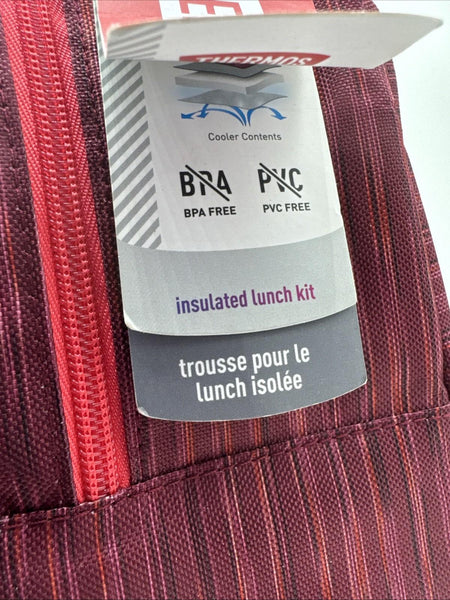 THERMOS
Cooler Contents
BPA PVC
BPA FREE PVC FREE
insulated lunch kit
trousse pour le
lunch isolée